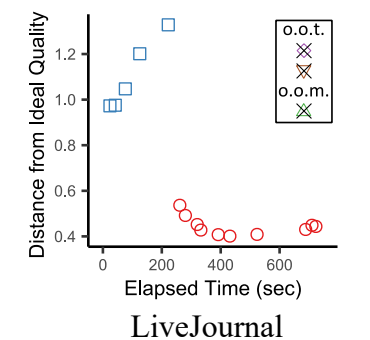 o.o.t.
o.o.m.
Distance from Ideal Quality
1.2
1.0
0.8
0.6
0.4
0 200 400 600
Elapsed Time (sec)
LiveJournal